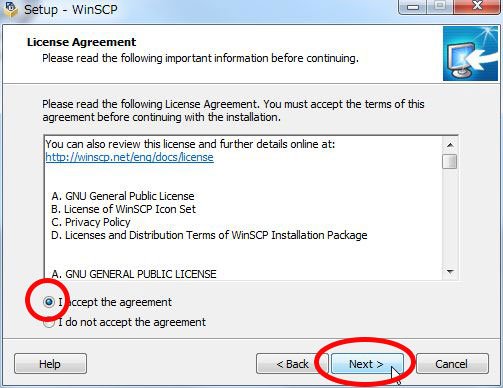 Setup - WinSCP
License Agreement
Please read the following important information before continuing.
Please read the following License Agreement. You must accept the terms of this
agreement before continuing with the installation.
You can also review this license and further details online at:
http://winscp.net/eng/docs/license
A. GNU General Public License
B. License of WinSCP Icon Set
C. Privacy Policy
D. Licenses and Distribution Terms of WinSCP Installation Package
A. GNU GENERAL PUBLIC LICENSE
I accept the agreement
I do not accept the agreement
Help
< Back
Next >
Cancel